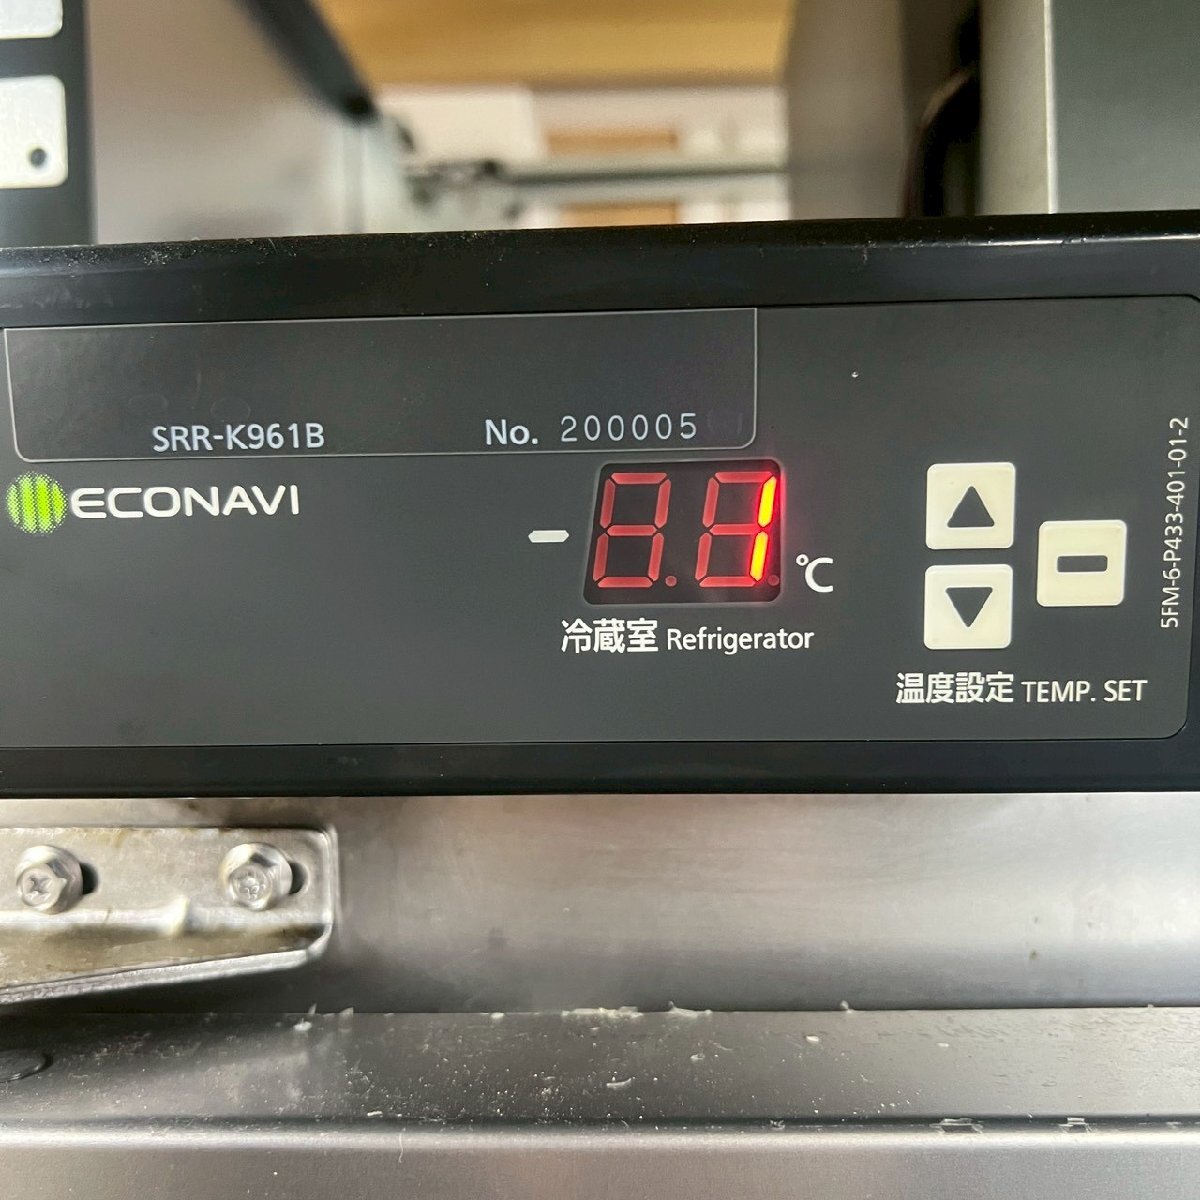 SRR-K961B No. 200005
ECONAVI
1 ℃
冷蔵室 Refrigerator
温度設定 TEMP. SET
5FM-6-P433-401-01-2